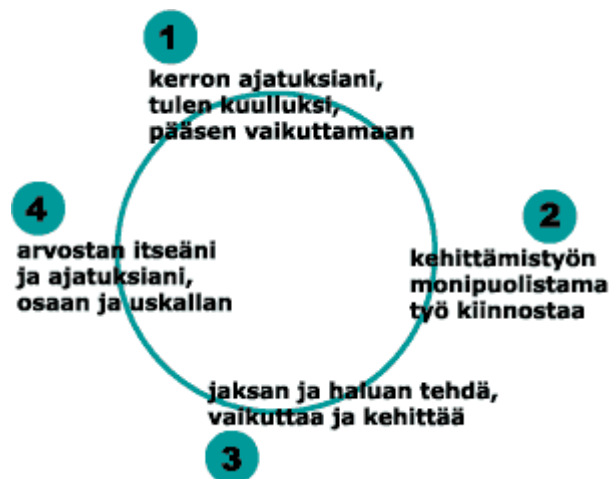 1
kerron ajatuksiani,
tulen kuulluksi,
pääsen vaikuttamaan
2
kehittämistyön
monipuolistama
työ kiinnostaa
3
jaksan ja haluan tehdä,
vaikuttaa ja kehittää
4
arvostan itseäni
ja ajatuksiani,
osaan ja uskallan